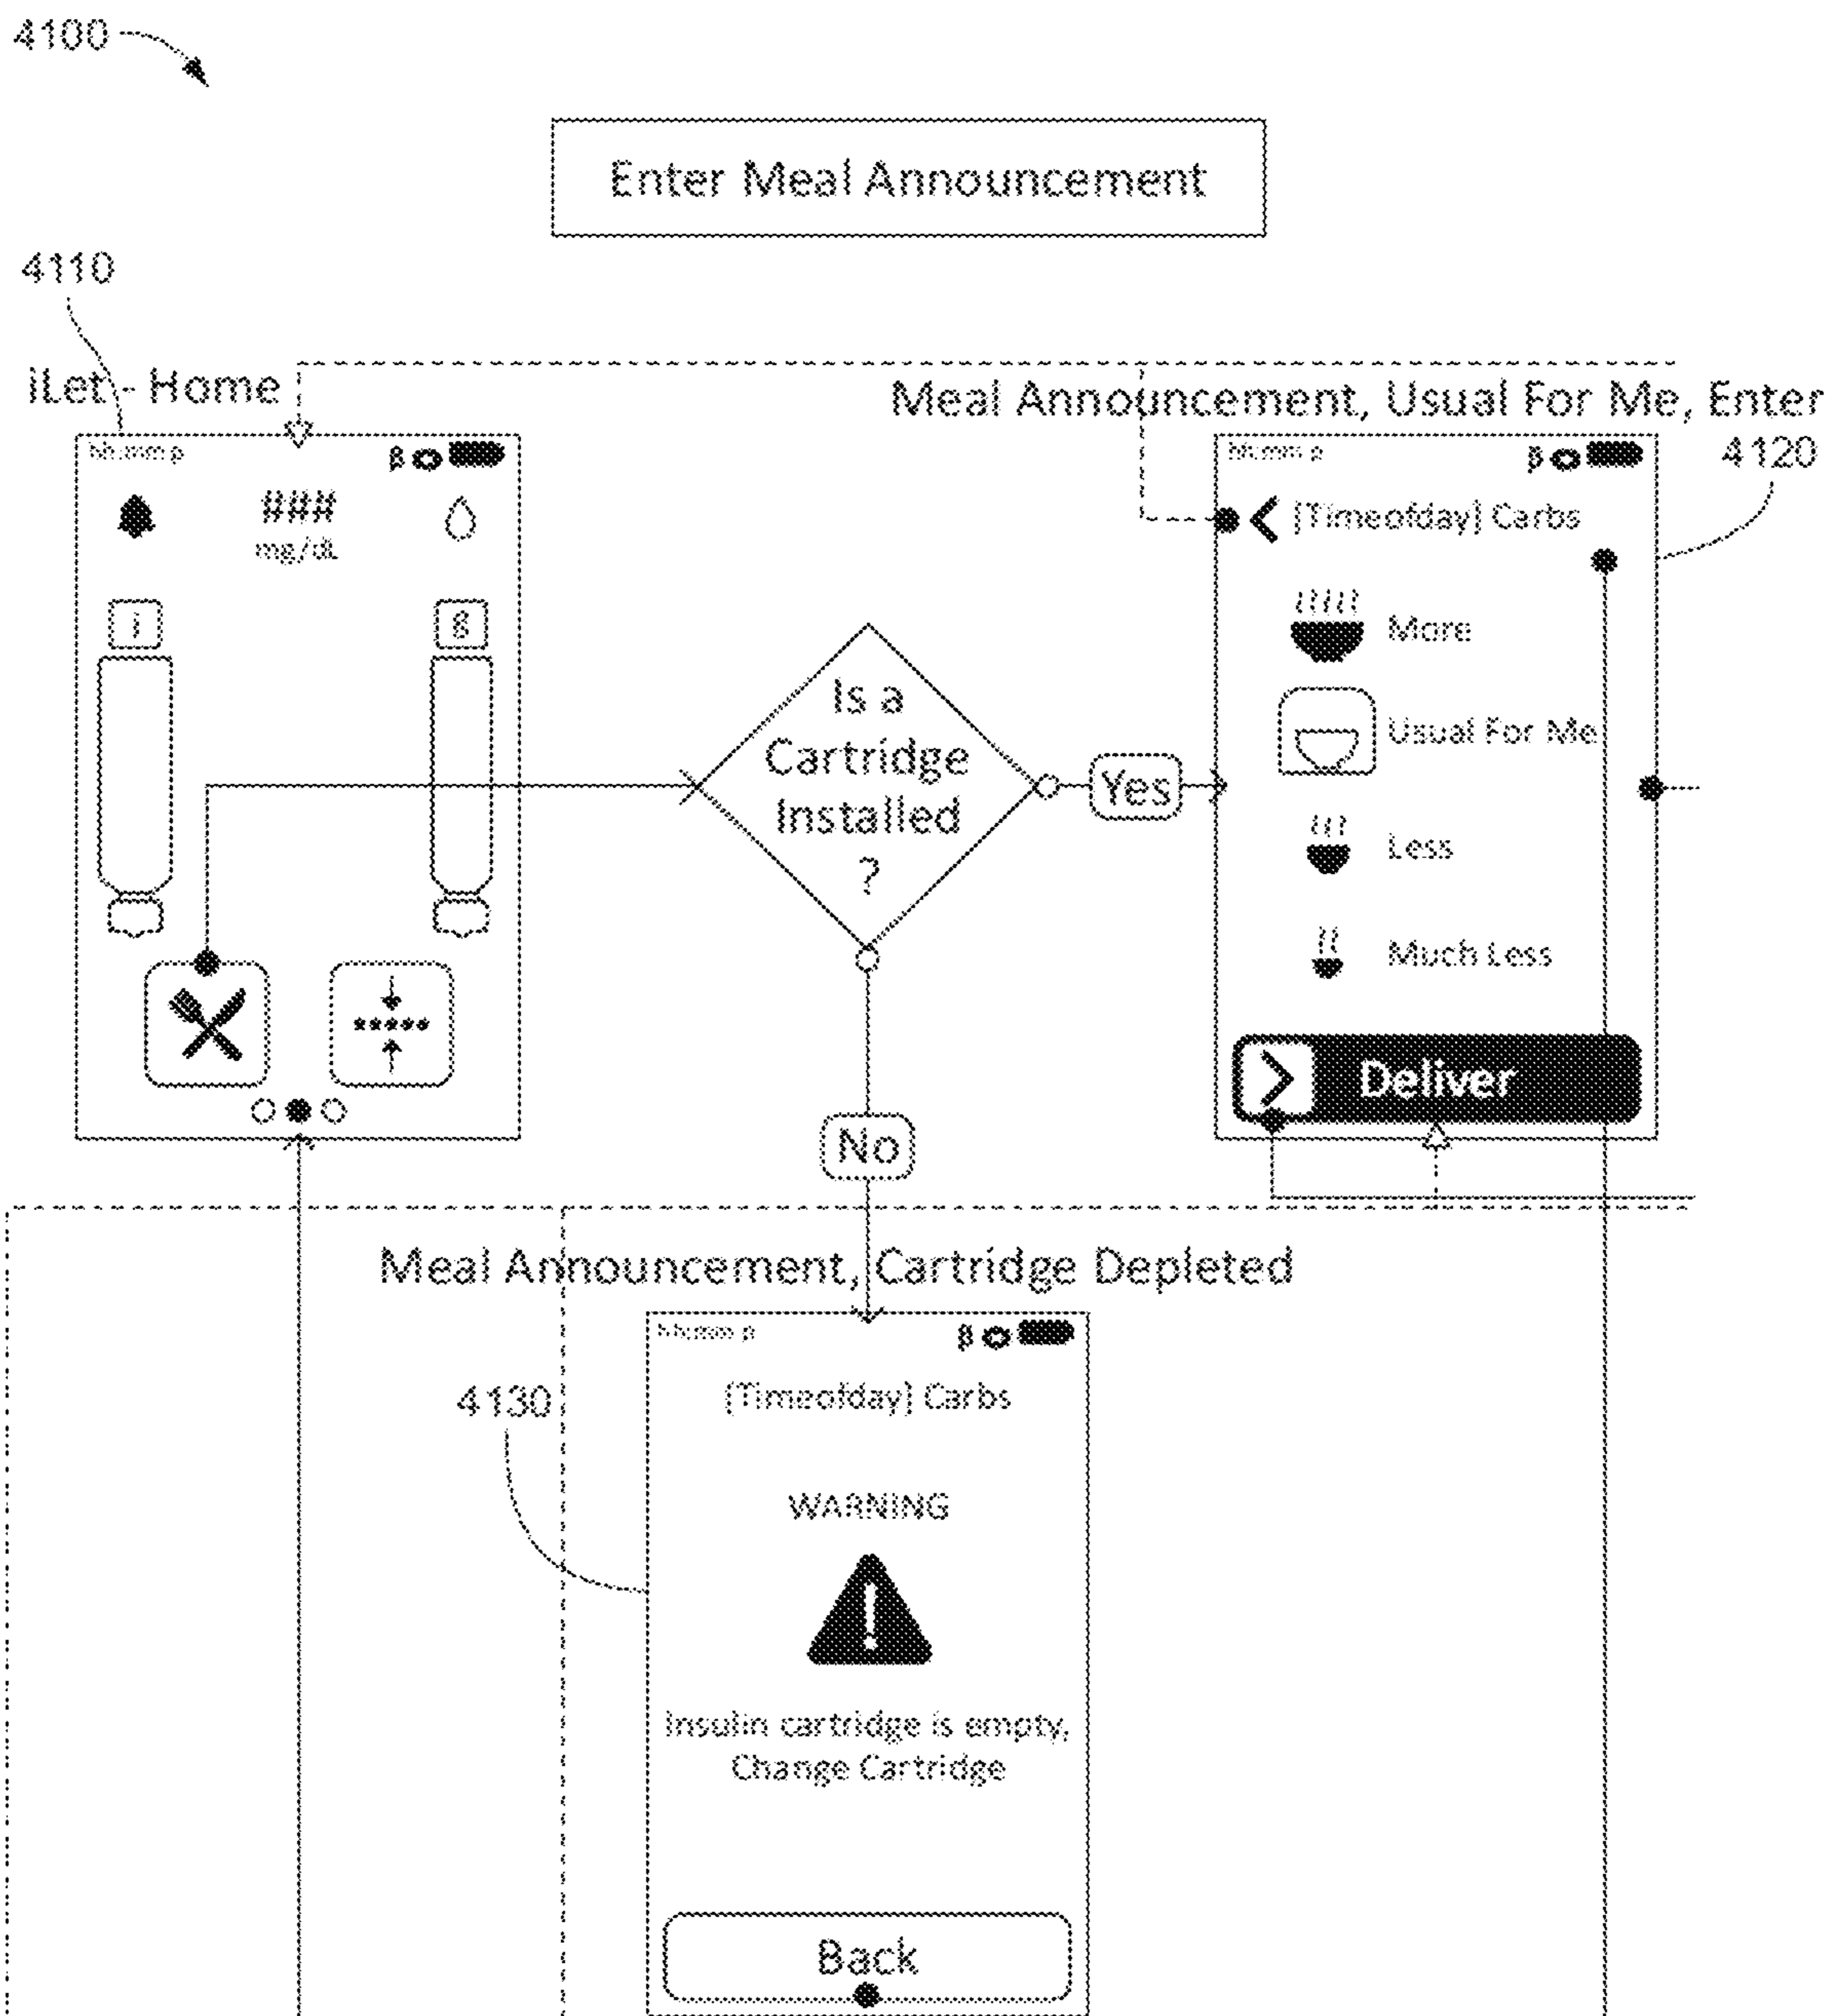 4100
Enter Meal Announcement
4110
iLet - Home
hh:mm p
β
###
mg/dL
i
g
Is a
Cartridge
Installed
?
Yes
No
Meal Announcement, Usual For Me, Enter
4120
hh:mm p
β
[Timeofday] Carbs
More
Usual For Me
Less
Much Less
Deliver
Meal Announcement, Cartridge Depleted
4130
hh:mm p
β
[Timeofday] Carbs
WARNING
!
Insulin cartridge is empty,
Change Cartridge
Back